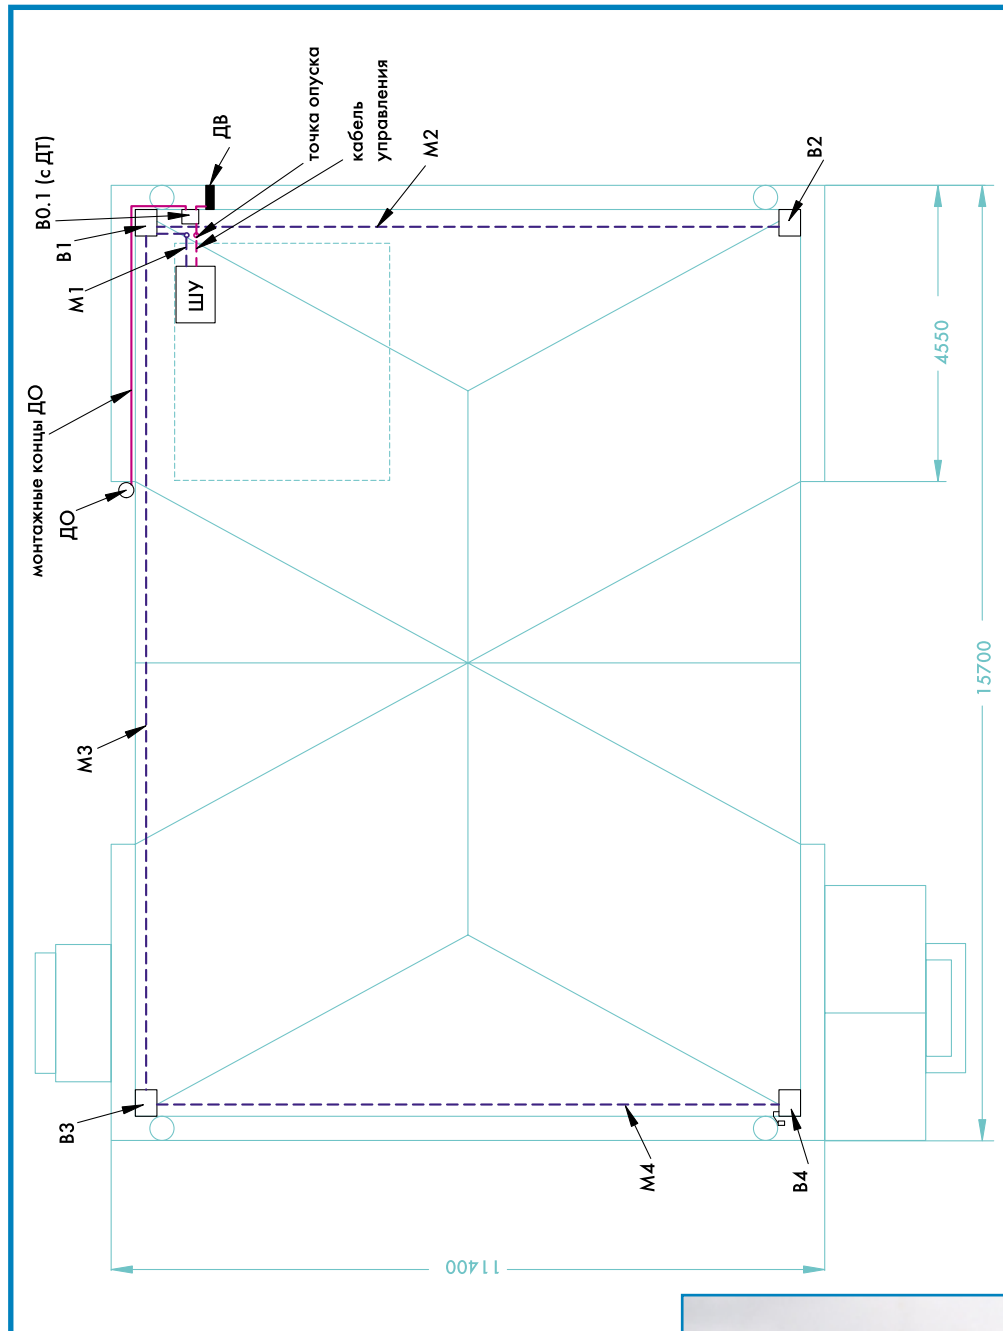 монтажные концы ДО
ДО
В1
М1
В0.1 (с ДТ)
ДВ
точка опуска
кабель
управления
М2
В2
ШУ
М3
В3
М4
В4
4550
15700
11400